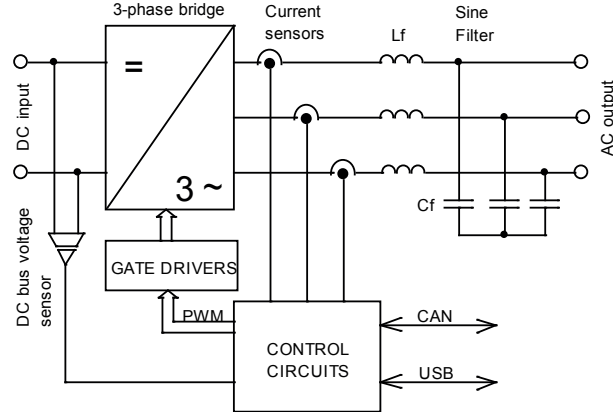 3-phase bridge
Current
sensors
Lf
Sine
Filter
DC input
=
3 ~
AC output
Cf
DC bus voltage
sensor
GATE DRIVERS
PWM
CONTROL
CIRCUITS
CAN
USB